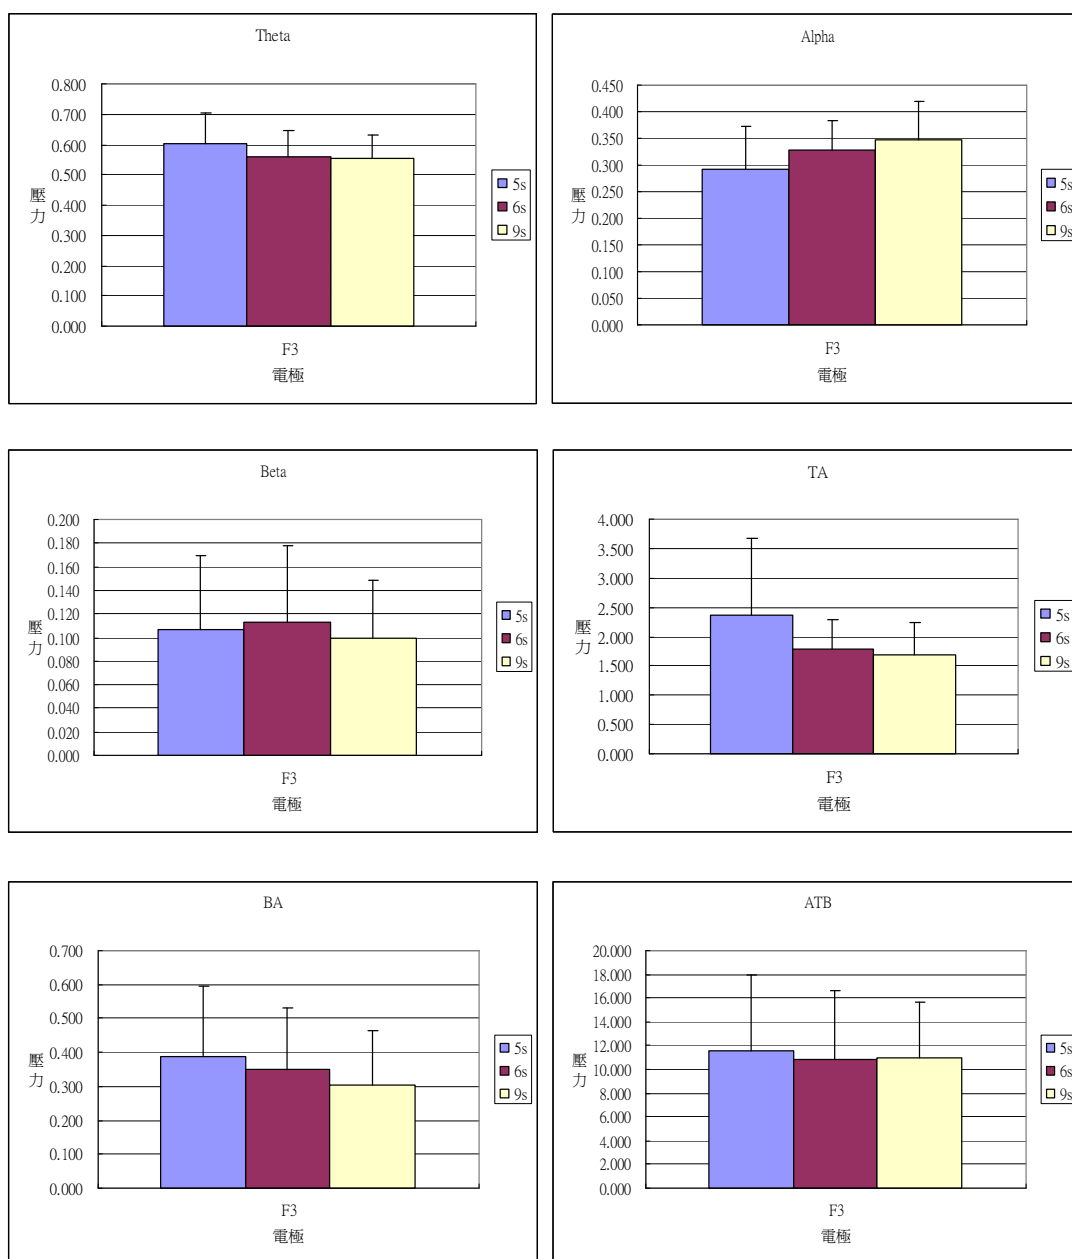 Theta
0.800
0.700
0.600
0.500
0.400
0.300
0.200
0.100
0.000
壓力
F3
電極
5s
6s
9s
Alpha
0.450
0.400
0.350
0.300
0.250
0.200
0.150
0.100
0.050
0.000
壓力
F3
電極
5s
6s
9s
Beta
0.200
0.180
0.160
0.140
0.120
0.100
0.080
0.060
0.040
0.020
0.000
壓力
F3
電極
5s
6s
9s
TA
4.000
3.500
3.000
2.500
2.000
1.500
1.000
0.500
0.000
壓力
F3
電極
5s
6s
9s
BA
0.700
0.600
0.500
0.400
0.300
0.200
0.100
0.000
壓力
F3
電極
5s
6s
9s
ATB
20.000
18.000
16.000
14.000
12.000
10.000
8.000
6.000
4.000
2.000
0.000
壓力
F3
電極
5s
6s
9s